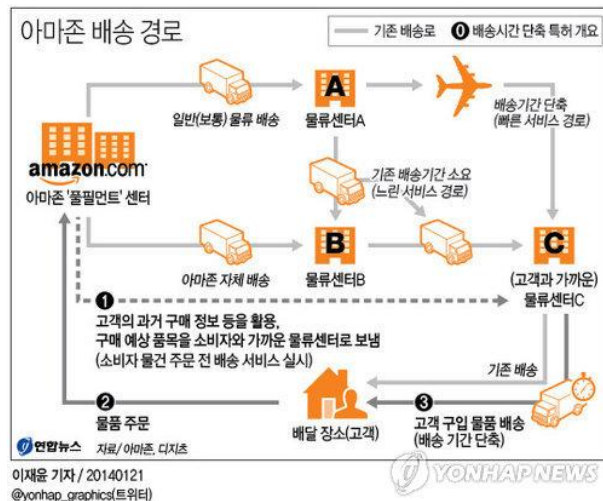 아마존 배송 경로
기존 배송로
0 배송시간 단축 특허 개요
A
물류센터A
일반(보통) 물류 배송
배송기간 단축
(빠른 서비스 경로)
amazon.com
아마존 '풀필먼트' 센터
기존 배송기간 소요
(느린 서비스 경로)
B
물류센터B
아마존 자체 배송
C
(고객과 가까운)
물류센터C
1
고객의 과거 구매 정보 등을 활용,
구매 예상 품목을 소비자와 가까운 물류센터로 보냄
(소비자 물건 주문 전 배송 서비스 실시)
기존 배송
2
물품 주문
배달 장소(고객)
3
고객 구입 물품 배송
(배송 기간 단축)
연합뉴스
자료/ 아마존, 디지츠
이재윤 기자 / 20140121
@yonhap_graphics(트위터)
YONHAP NEWS